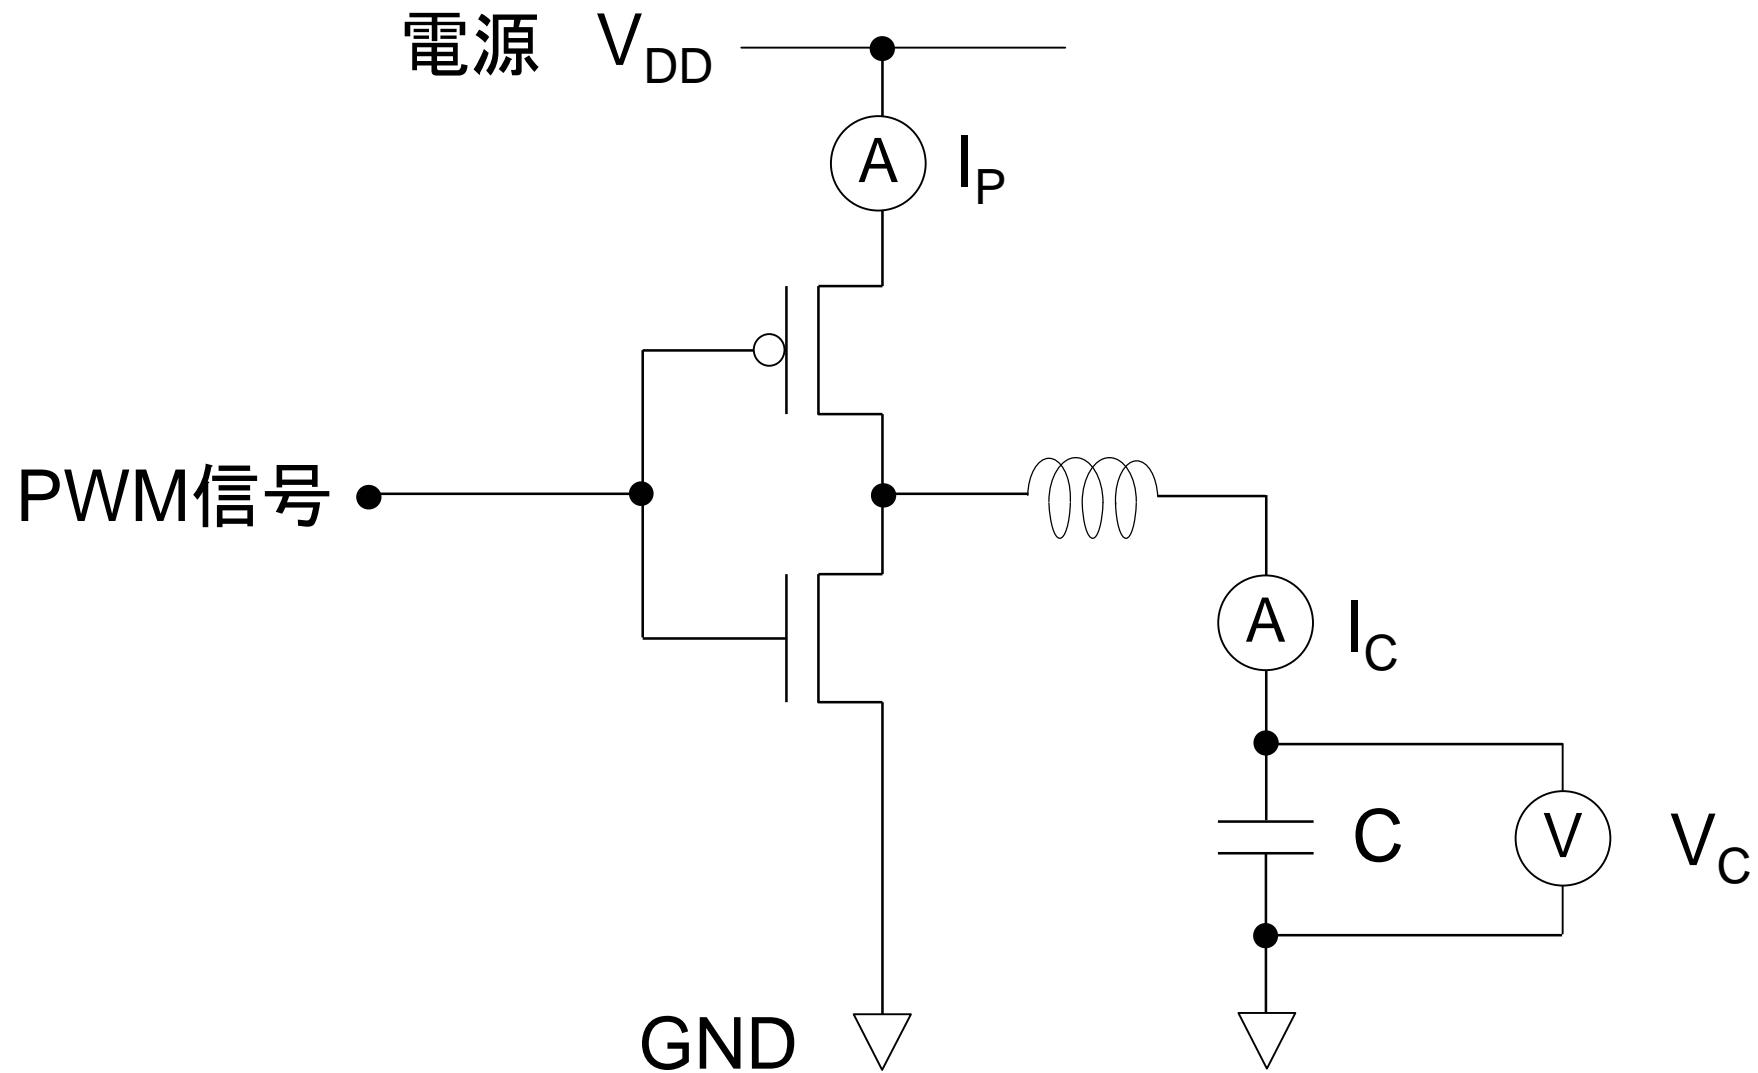 電源 VDD
A IP
PWM信号
A IC
C V VC
GND